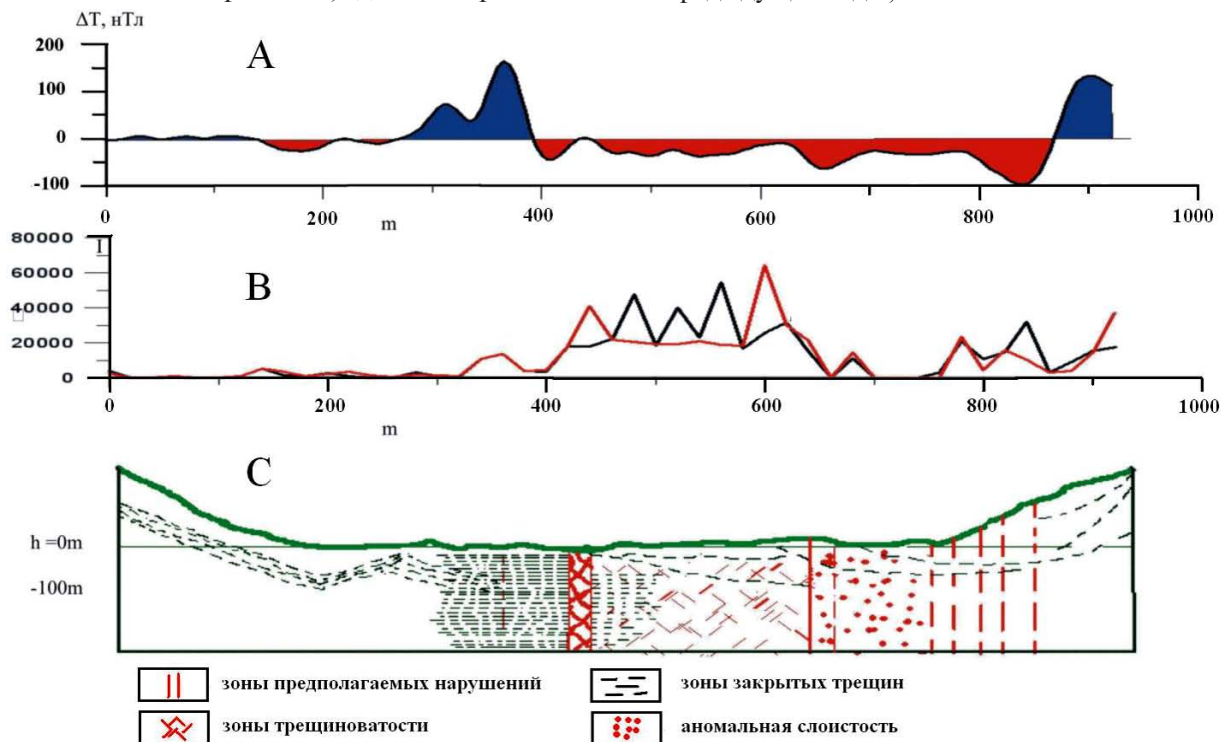 ΔT, нТл
A
200
100
0
-100
0 200 400 600 800 1000
m
80000 I
B
60000
40000
20000
0
0 200 400 600 800 1000
m
C
h =0m
-100m
зоны предполагаемых нарушений
зоны закрытых трещин
зоны трещиноватости
аномальная слоистость